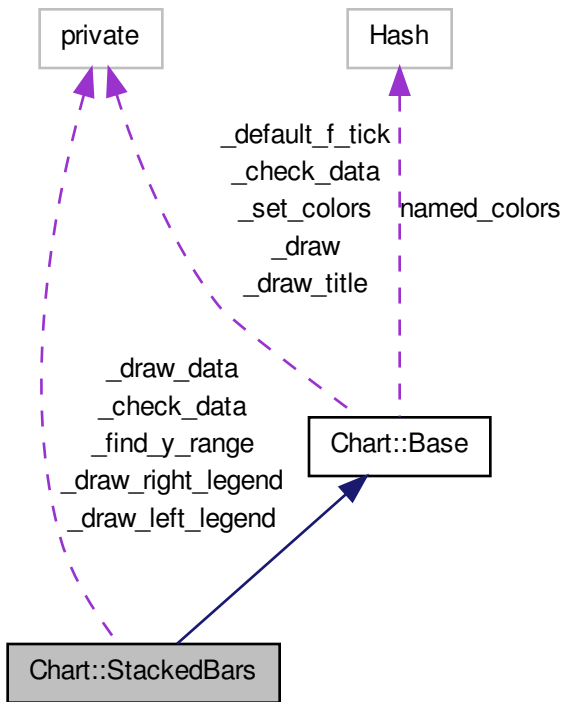 private
Hash
_default_f_tick
_check_data
_set_colors
_draw
_draw_title
named_colors
_draw_data
_check_data
_find_y_range
_draw_right_legend
_draw_left_legend
Chart::Base
Chart::StackedBars